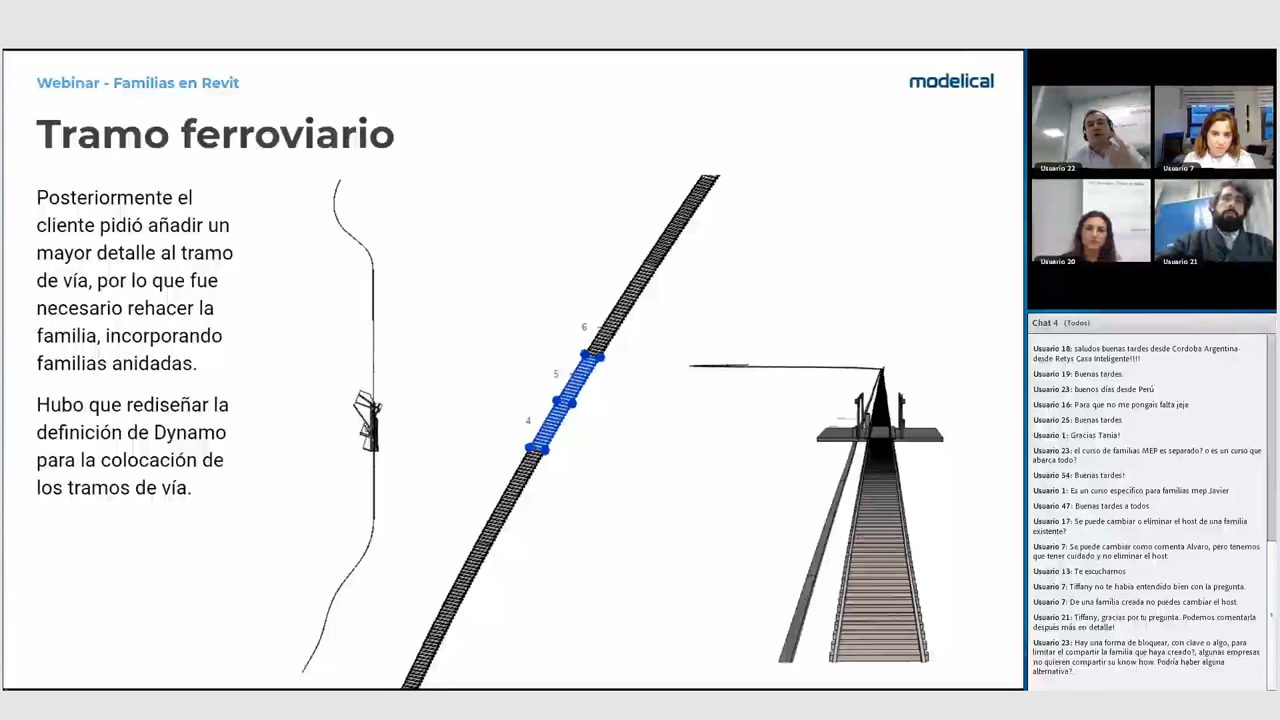 Webinar - Familias en Revit
modelical
Tramo ferroviario
Posteriormente el
cliente pidió añadir un
mayor detalle al tramo
de vía, por lo que fue
necesario rehacer la
familia, incorporando
familias anidadas.
Hubo que rediseñar la
definición de Dynamo
para la colocación de
los tramos de vía.
6
5
4
Usuario 22
Usuario 7
Usuario 20
Usuario 21
Chat 4 (Todos)
Usuario 18: saludos buenas tardes desde Cordoba Argentina-
desde Retys Casa Inteligente!!!!
Usuario 19: Buenas tardes.
Usuario 23: buenos días desde Perú
Usuario 16: Para que no me pongais falta jeje
Usuario 25: Buenas tardes.
Usuario 1: Gracias Tania!
Usuario 23: el curso de familias MEP es separado? o es un curso que
abarca todo?
Usuario 54: Buenas tardes!
Usuario 1: Es un curso específico para familias mep Javier
Usuario 47: Buenas tardes a todos.
Usuario 17: Se puede cambiar o eliminar el host de una familia
existente?
Usuario 7: Se puede cambiar como comenta Alvaro, pero tenemos
que tener cuidado y no eliminar el host.
Usuario 13: Te escuchamos
Usuario 7: Tiffany no te habia entendido bien con la pregunta.
Usuario 7: De una familia creada no puedes cambiar el host.
Usuario 21: Tiffany, gracias por tu pregunta. Podemos comentarla
después más en detalle!
Usuario 23: Hay una forma de bloquear, con clave o algo, para
limitar el compartir la familia que haya creado?, algunas empresas
no quieren compartir su know how. Podría haber alguna
alternativa?